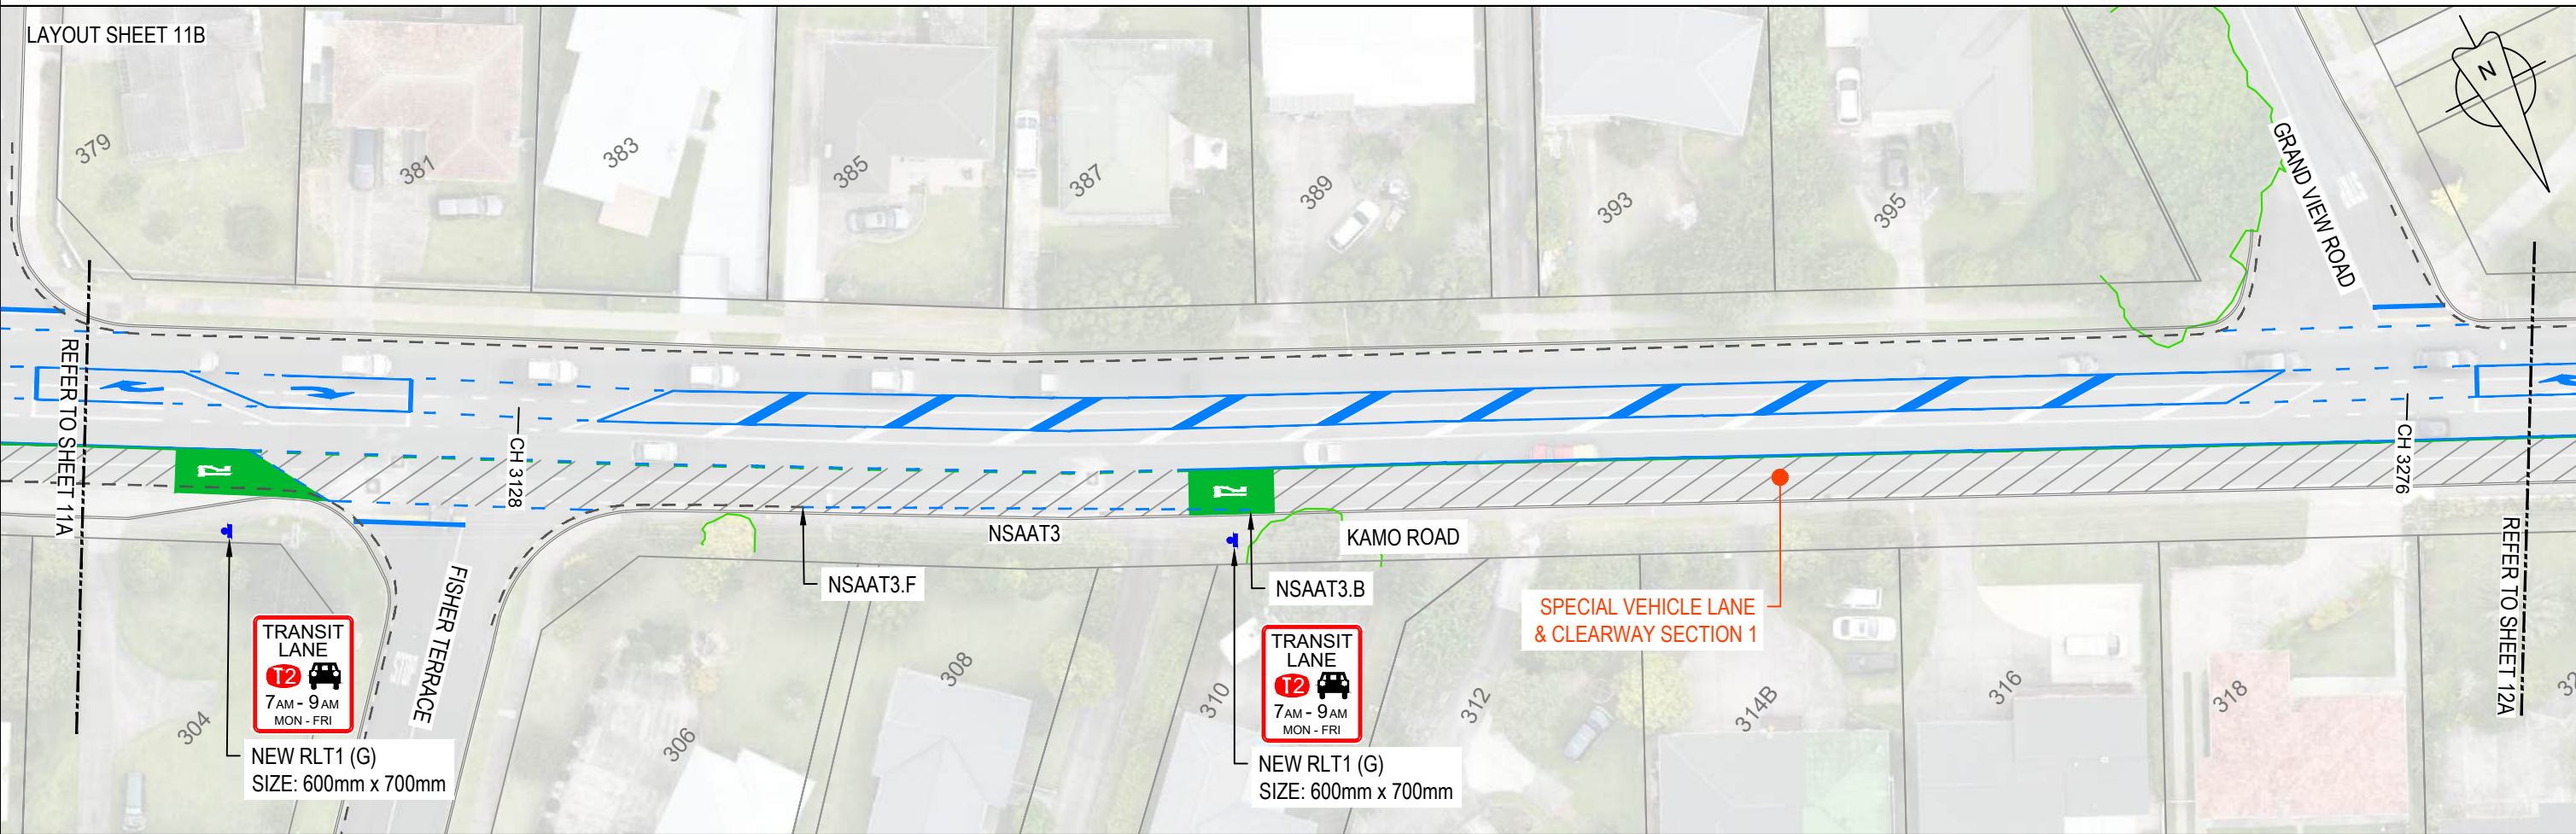 LAYOUT SHEET 11B
379
381
383
385
387
389
393
395
GRAND VIEW ROAD
N
REFER TO SHEET 11A
CH 3128
CH 3276
REFER TO SHEET 12A
T2
T2
NSAAT3
KAMO ROAD
NSAAT3.F
NSAAT3.B
SPECIAL VEHICLE LANE
& CLEARWAY SECTION 1
FISHER TERRACE
TRANSIT
LANE
T2
7AM - 9AM
MON - FRI
NEW RLT1 (G)
SIZE: 600mm x 700mm
TRANSIT
LANE
T2
7AM - 9AM
MON - FRI
NEW RLT1 (G)
SIZE: 600mm x 700mm
304
306
308
310
312
314B
316
318